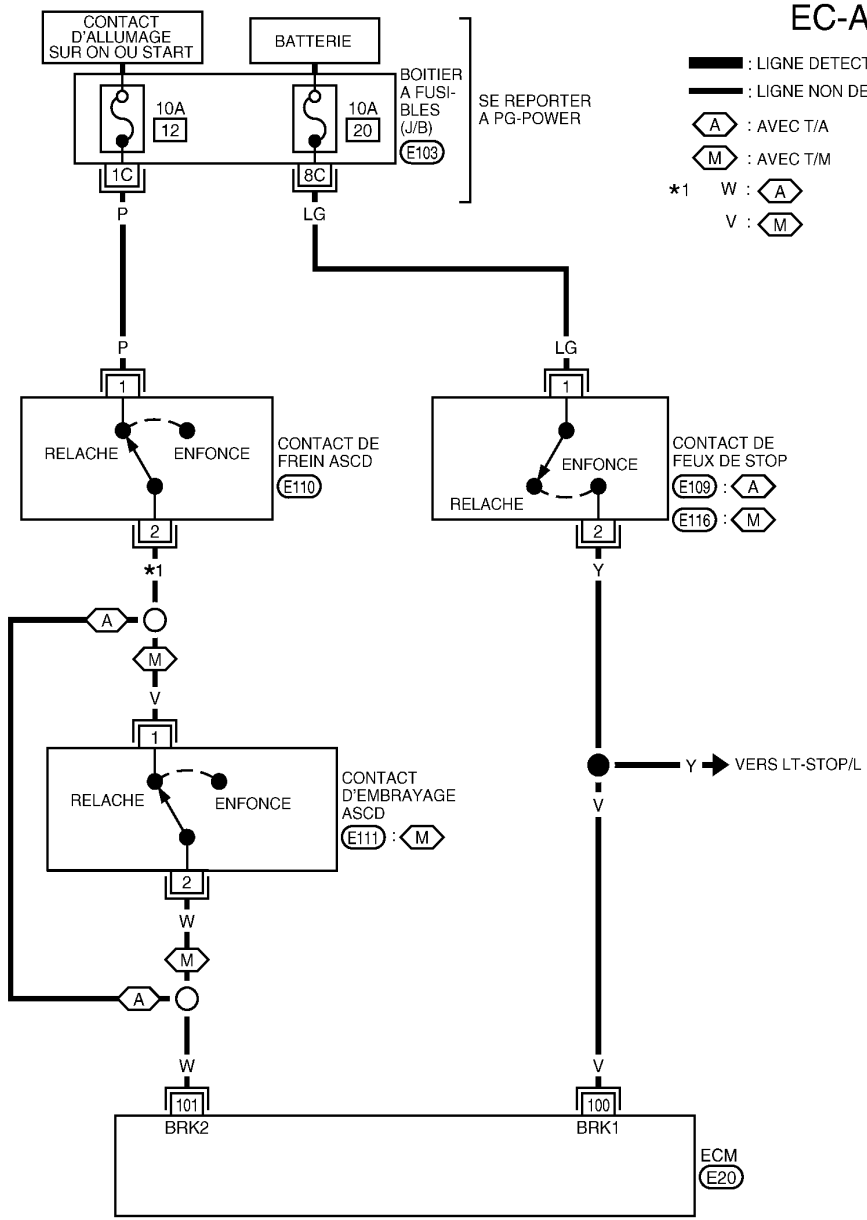 EC-A
CONTACT
D'ALLUMAGE
SUR ON OU START
BATTERIE
10A
12
10A
20
BOITIER
A FUSI-
BLES
(J/B)
E103
SE REPORTER
A PG-POWER
: LIGNE DETECT
: LIGNE NON DE
A : AVEC T/A
M : AVEC T/M
*1 W : A
V : M
1C
8C
P
LG
P
LG
1
1
RELACHE
ENFONCE
CONTACT DE
FREIN ASCD
E110
ENFONCE
RELACHE
CONTACT DE
FEUX DE STOP
E109 : A
E116 : M
2
2
*1
Y
A
M
V
1
RELACHE
ENFONCE
CONTACT
D'EMBRAYAGE
ASCD
E111 : M
Y
VERS LT-STOP/L
V
2
W
M
A
W
V
101
100
BRK2
BRK1
ECM
E20